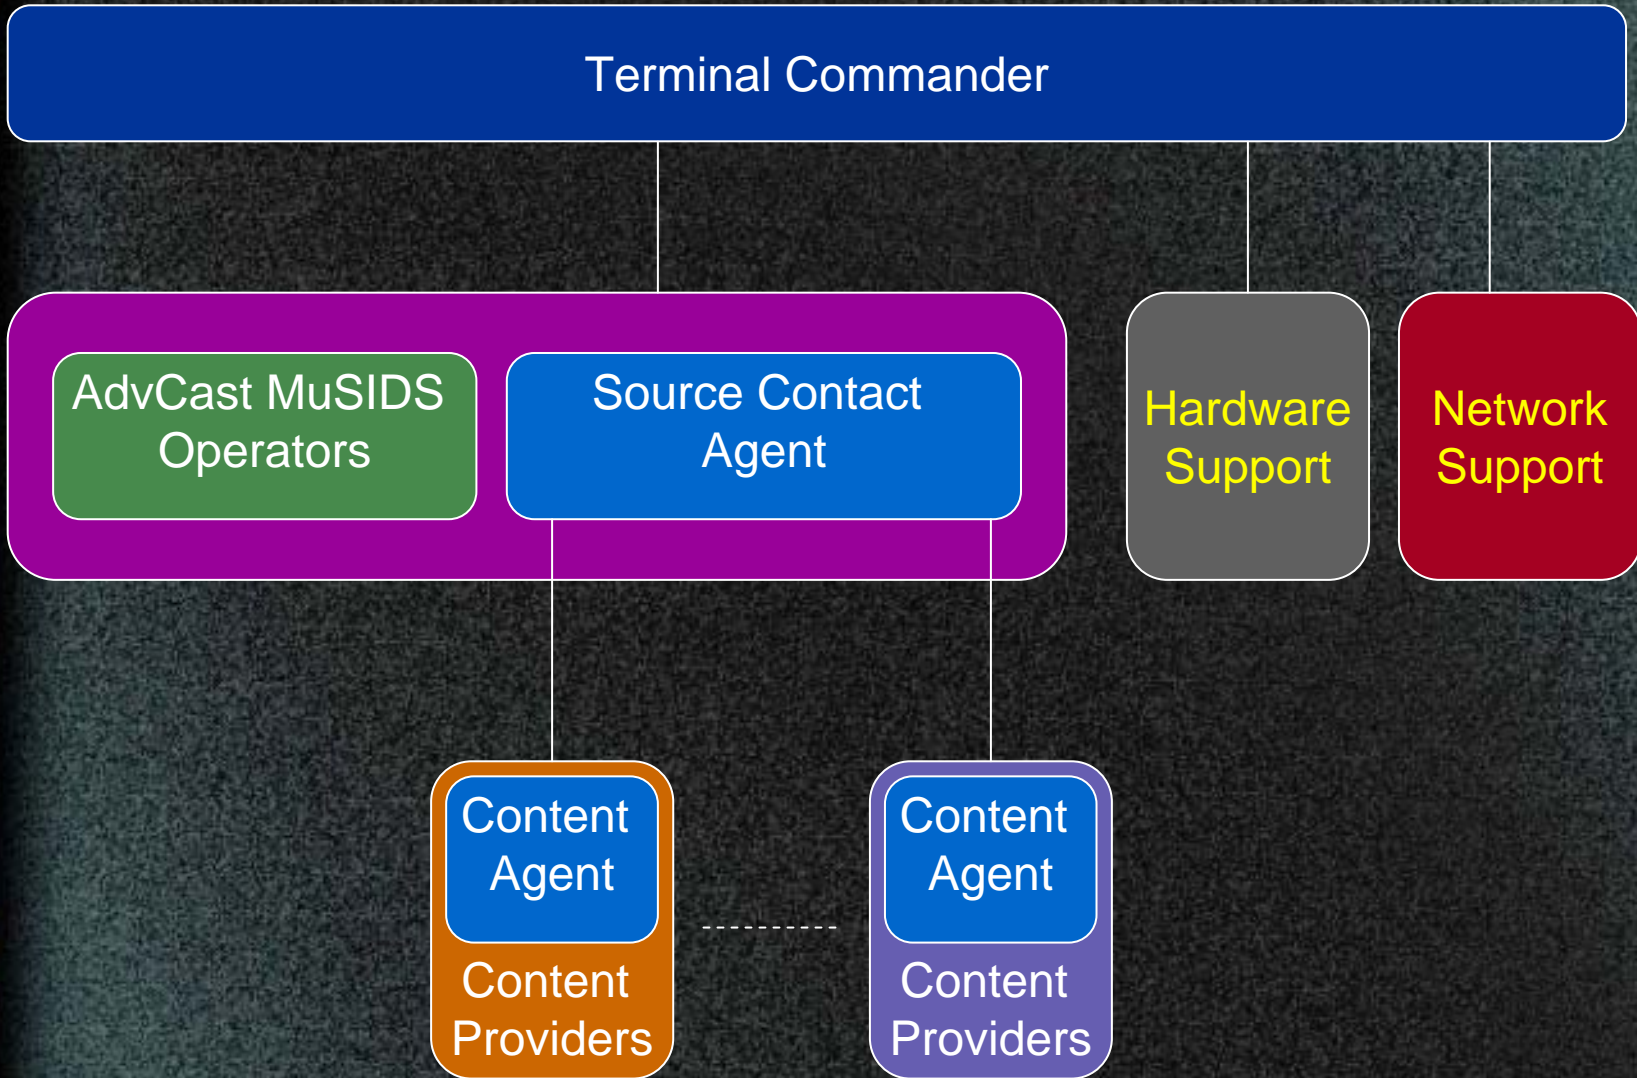 Terminal Commander
AdvCast MuSIDS
Operators
Source Contact
Agent
Hardware
Support
Network
Support
Content
Agent
Content
Providers
Content
Agent
Content
Providers